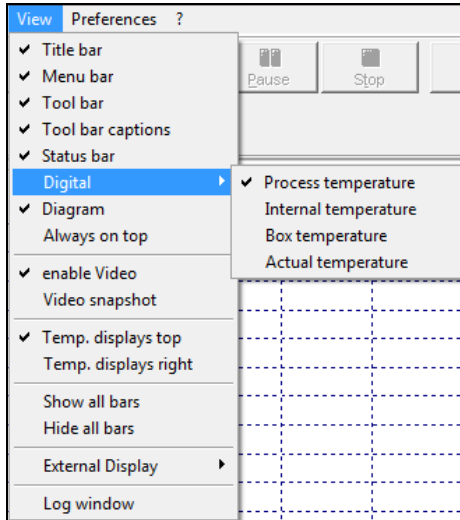 View Preferences ?
Title bar
Menu bar
Tool bar
Tool bar captions
Status bar
Digital
Diagram
Always on top
enable Video
Video snapshot
Temp. displays top
Temp. displays right
Show all bars
Hide all bars
External Display
Log window
Pause Stop
Process temperature
Internal temperature
Box temperature
Actual temperature